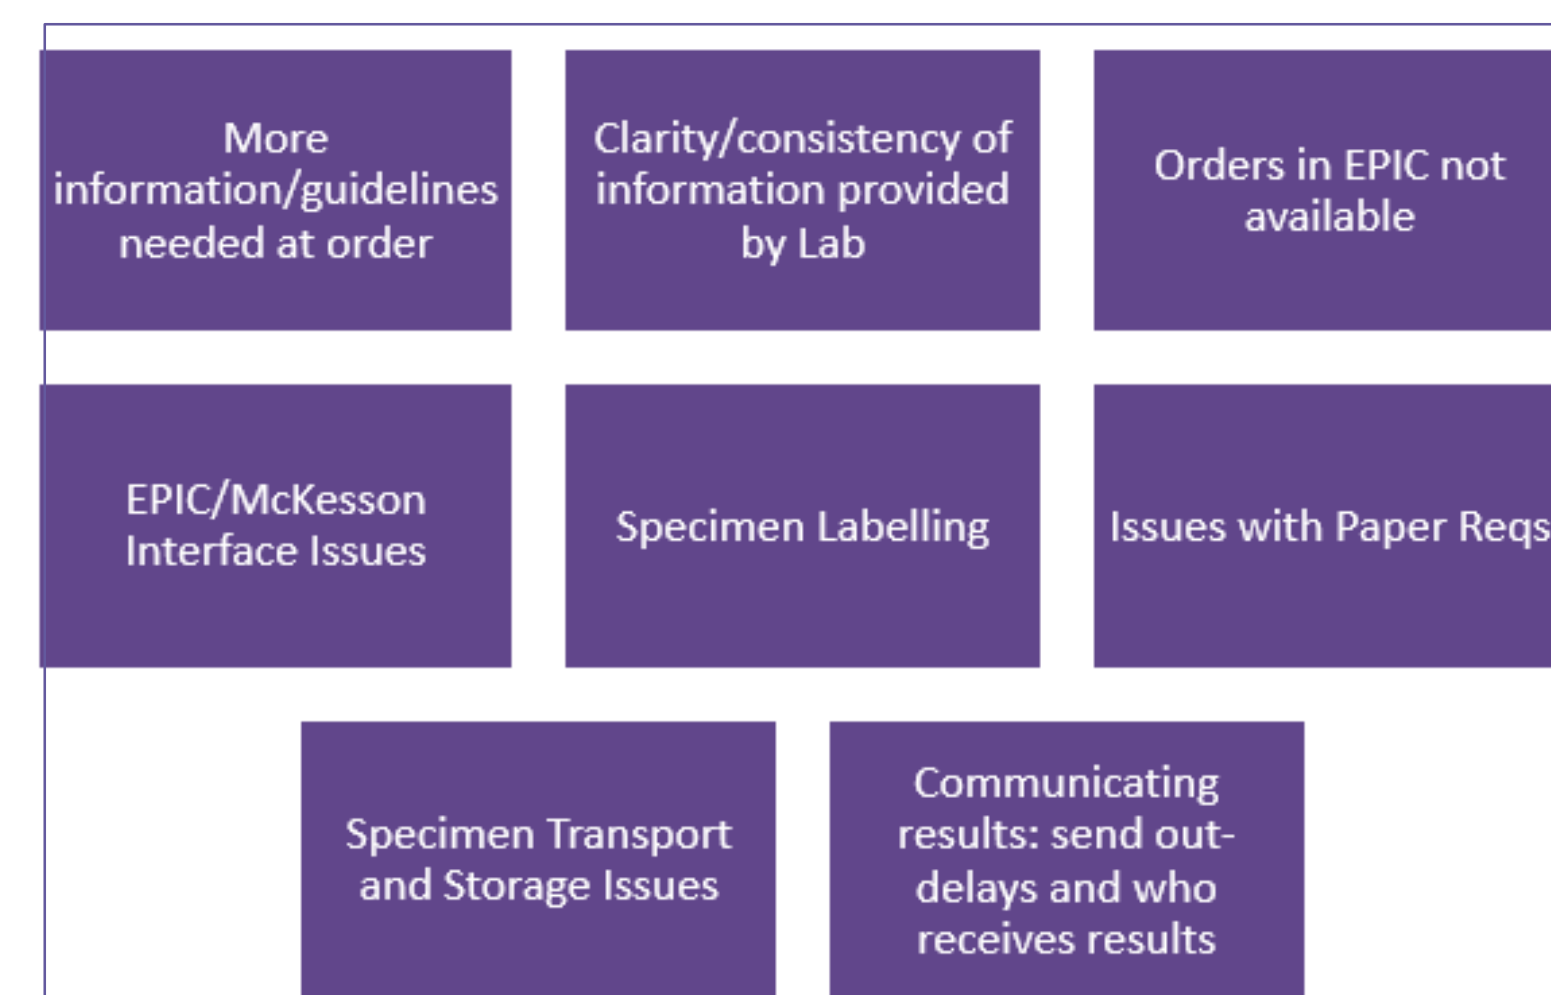 More
information/guidelines
needed at order
Clarity/consistency of
information provided
by Lab
Orders in EPIC not
available
EPIC/McKesson
Interface Issues
Specimen Labelling
Issues with Paper Reqs
Specimen Transport
and Storage Issues
Communicating
results: send out-
delays and who
receives results